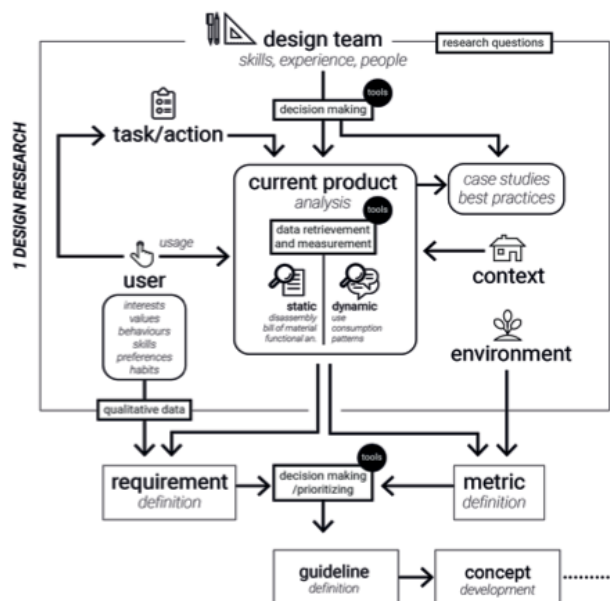 design team
research questions
skills, experience, people
tools
decision making
task/action
1 DESIGN RESEARCH
current product
analysis
case studies
best practices
tools
data retrievement
and measurement
usage
user
context
static
disassembly
bill of material
functional an.
dynamic
use
consumption
patterns
interests
values
behaviours
skills
preferences
habits
environment
qualitative data
tools
requirement
definition
decision making
/prioritizing
metric
definition
guideline
definition
concept
development